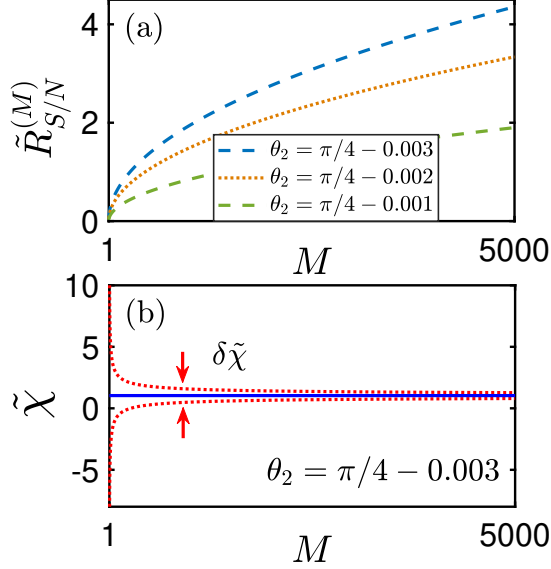 (a)
4
2
0
R̃_{S/N}^{(M)}
θ₂ = π/4 − 0.003
θ₂ = π/4 − 0.002
θ₂ = π/4 − 0.001
1
M
5000
(b)
10
5
0
-5
χ̃
δχ̃
θ₂ = π/4 − 0.003
1
M
5000